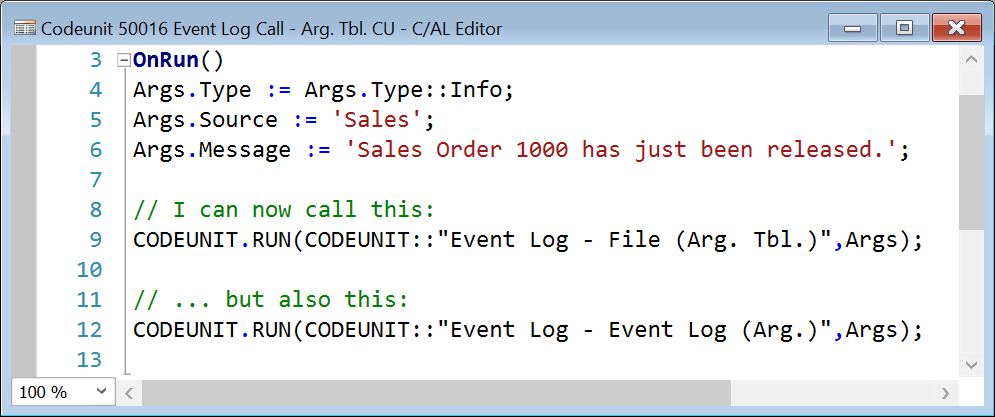 Codeunit 50016 Event Log Call - Arg. Tbl. CU - C/AL Editor
3 OnRun()
4 Args.Type := Args.Type::Info;
5 Args.Source := 'Sales';
6 Args.Message := 'Sales Order 1000 has just been released.';
7
8 // I can now call this:
9 CODEUNIT.RUN(CODEUNIT::"Event Log - File (Arg. Tbl.)",Args);
10
11 // ... but also this:
12 CODEUNIT.RUN(CODEUNIT::"Event Log - Event Log (Arg.)",Args);
13
100 %